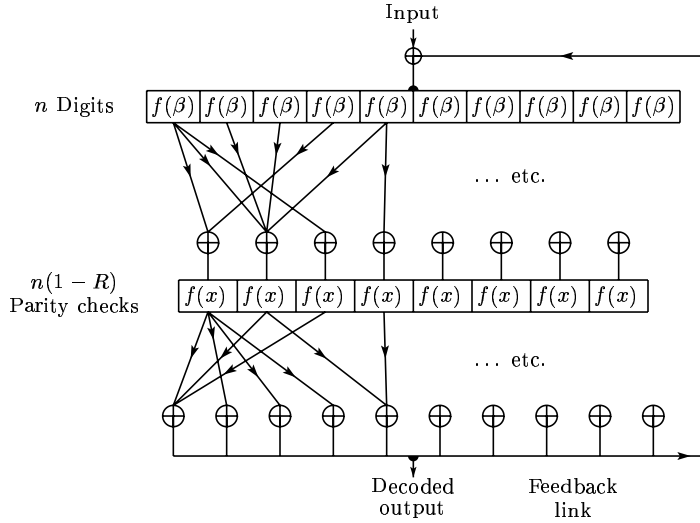 Input
n Digits
f(β) f(β) f(β) f(β) f(β) f(β) f(β) f(β) f(β) f(β)
... etc.
n(1 − R)
Parity checks
f(x) f(x) f(x) f(x) f(x) f(x) f(x) f(x)
... etc.
Decoded
output
Feedback
link